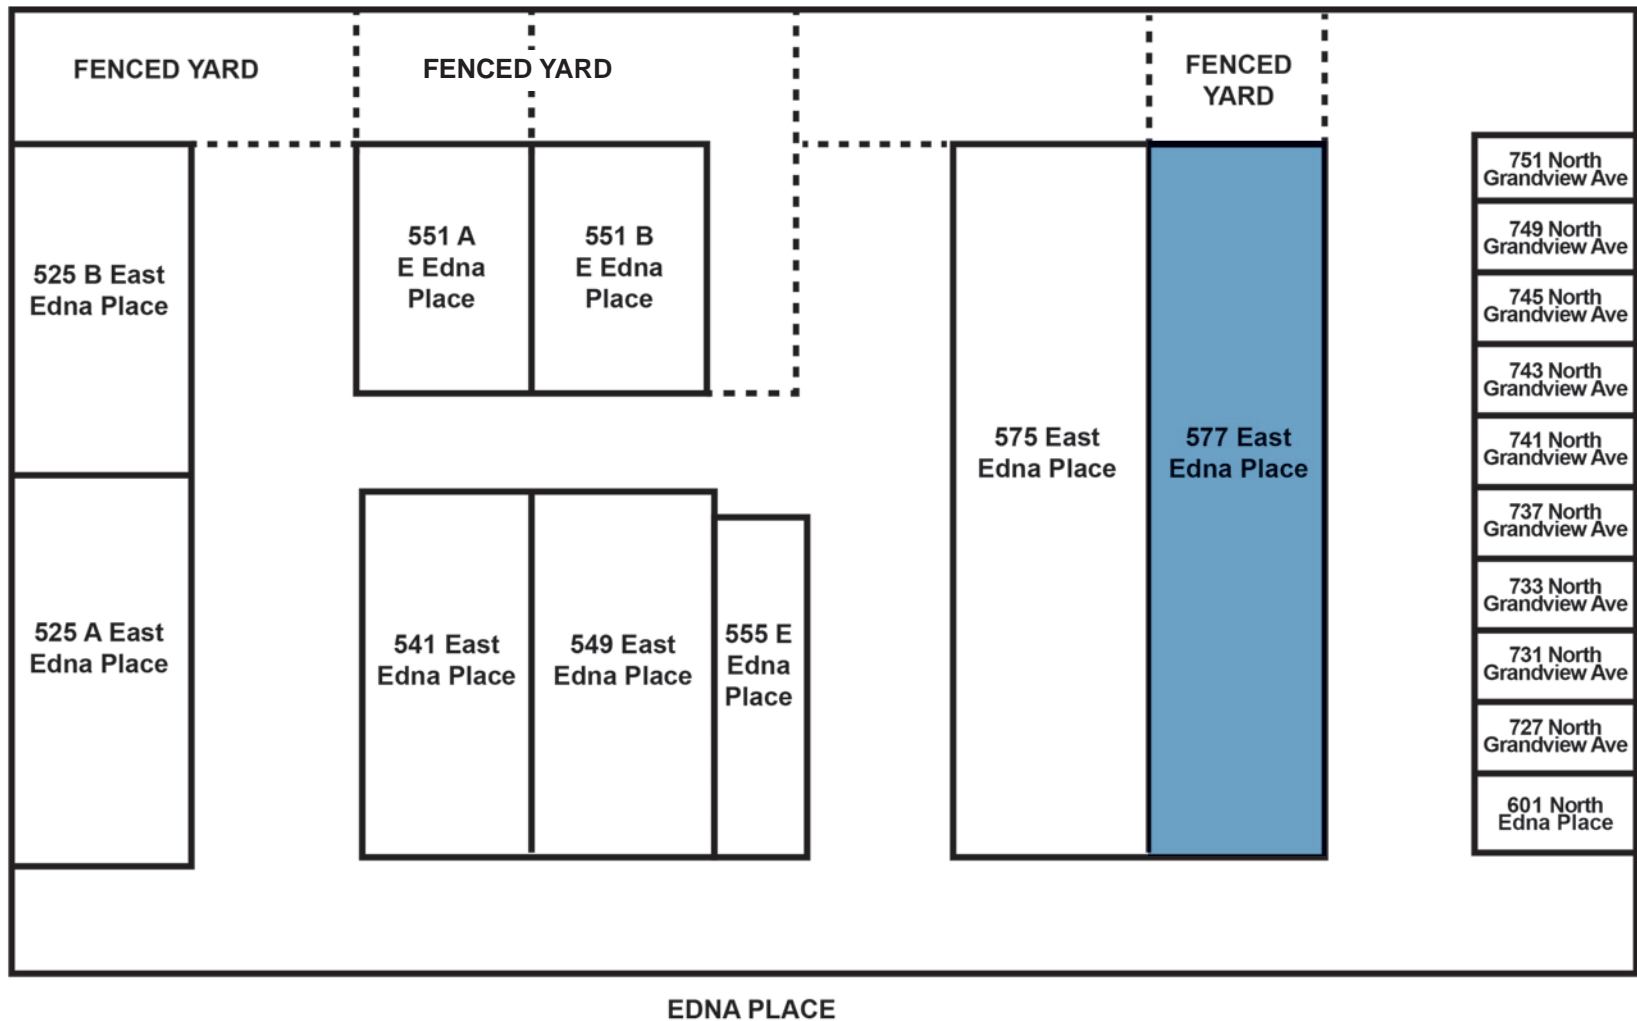 FENCED YARD
FENCED YARD
FENCED
YARD
525 B East
Edna Place
551 A
E Edna
Place
551 B
E Edna
Place
575 East
Edna Place
577 East
Edna Place
525 A East
Edna Place
541 East
Edna Place
549 East
Edna Place
555 E
Edna
Place
751 North
Grandview Ave
749 North
Grandview Ave
745 North
Grandview Ave
743 North
Grandview Ave
741 North
Grandview Ave
737 North
Grandview Ave
733 North
Grandview Ave
731 North
Grandview Ave
727 North
Grandview Ave
601 North
Edna Place
EDNA PLACE